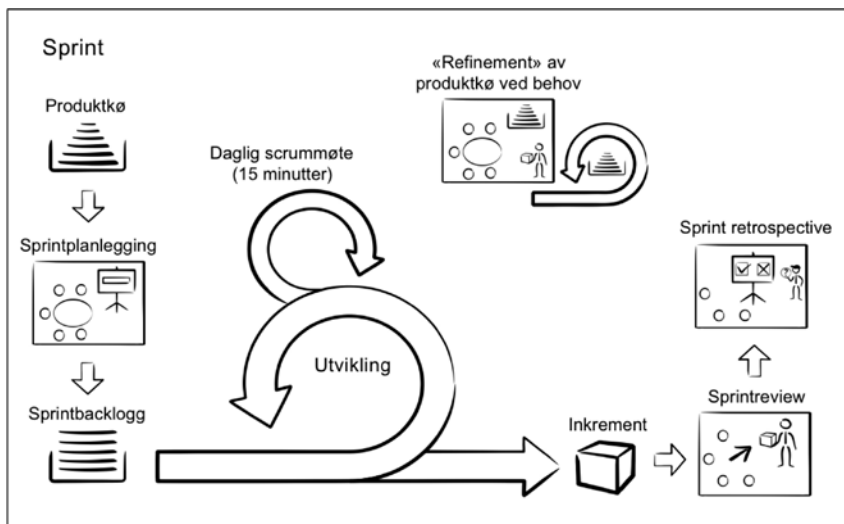 Sprint
Produktkø
Sprintplanlegging
Sprintbacklogg
Daglig scrummøte
(15 minutter)
Utvikling
«Refinement» av
produktkø ved behov
Inkrement
Sprintreview
Sprint retrospective